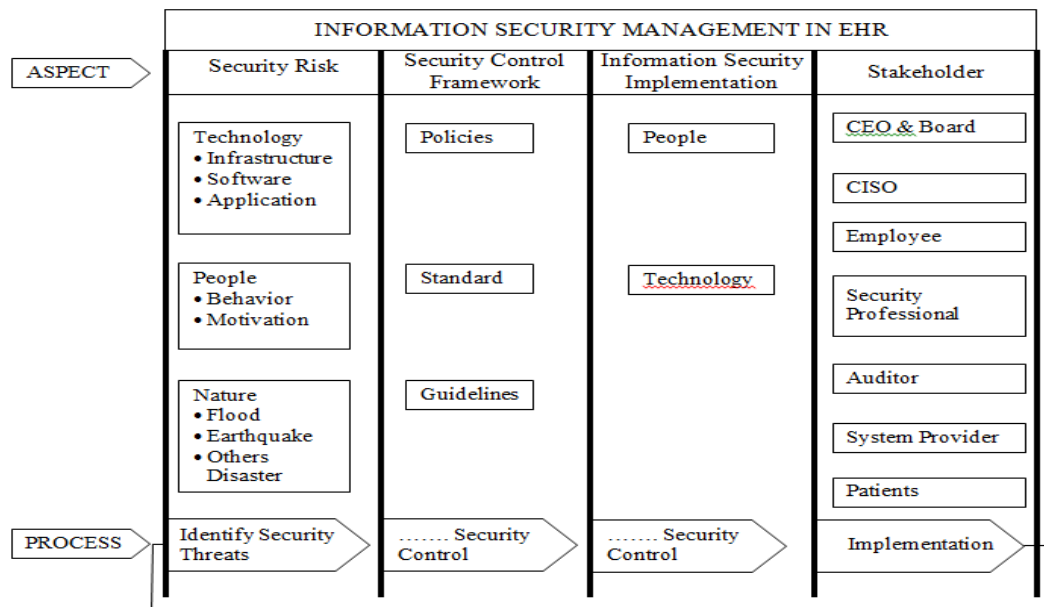 INFORMATION SECURITY MANAGEMENT IN EHR
ASPECT
Security Risk
Security Control
Framework
Information Security
Implementation
Stakeholder
Technology
• Infrastructure
• Software
• Application
People
• Behavior
• Motivation
Nature
• Flood
• Earthquake
• Others
Disaster
Policies
Standard
Guidelines
People
Technology
CEO & Board
CISO
Employee
Security
Professional
Auditor
System Provider
Patients
PROCESS
Identify Security
Threats
……. Security
Control
……. Security
Control
Implementation